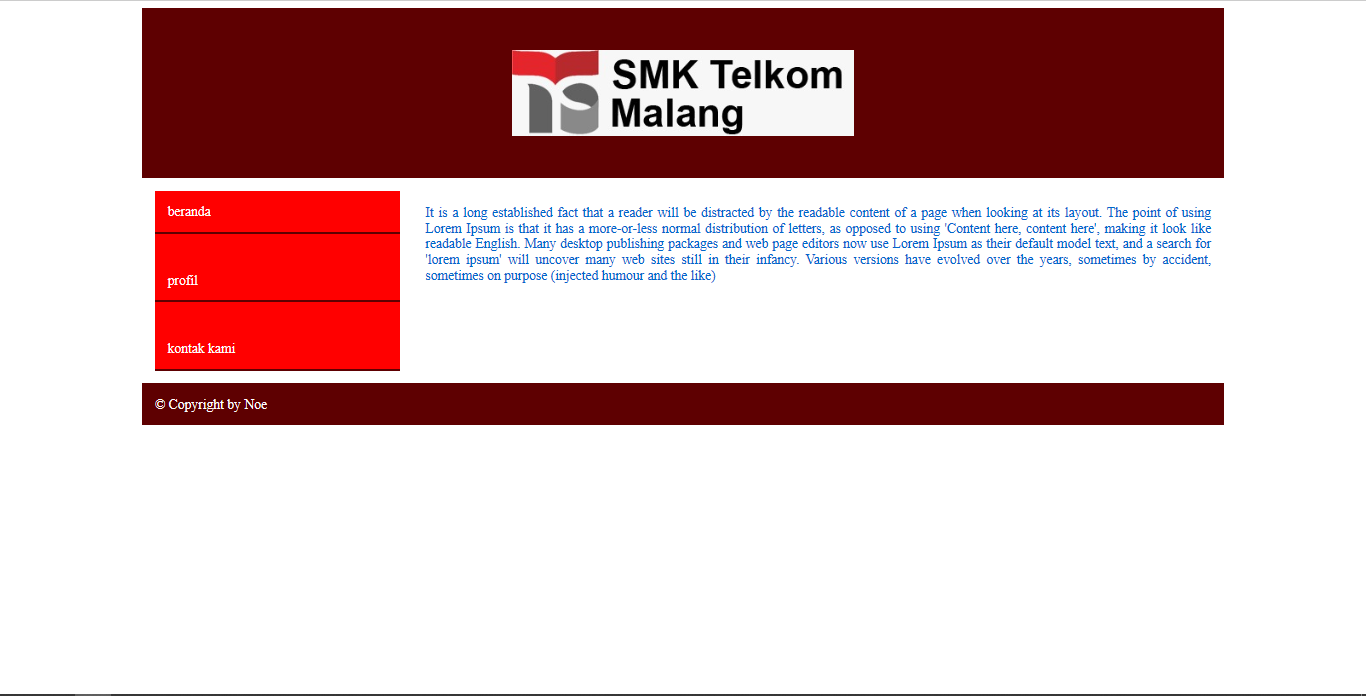 SMK Telkom
Malang
beranda
profil
kontak kami
It is a long established fact that a reader will be distracted by the readable content of a page when looking at its layout. The point of using
Lorem Ipsum is that it has a more-or-less normal distribution of letters, as opposed to using 'Content here, content here', making it look like
readable English. Many desktop publishing packages and web page editors now use Lorem Ipsum as their default model text, and a search for
'lorem ipsum' will uncover many web sites still in their infancy. Various versions have evolved over the years, sometimes by accident,
sometimes on purpose (injected humour and the like)
© Copyright by Noe